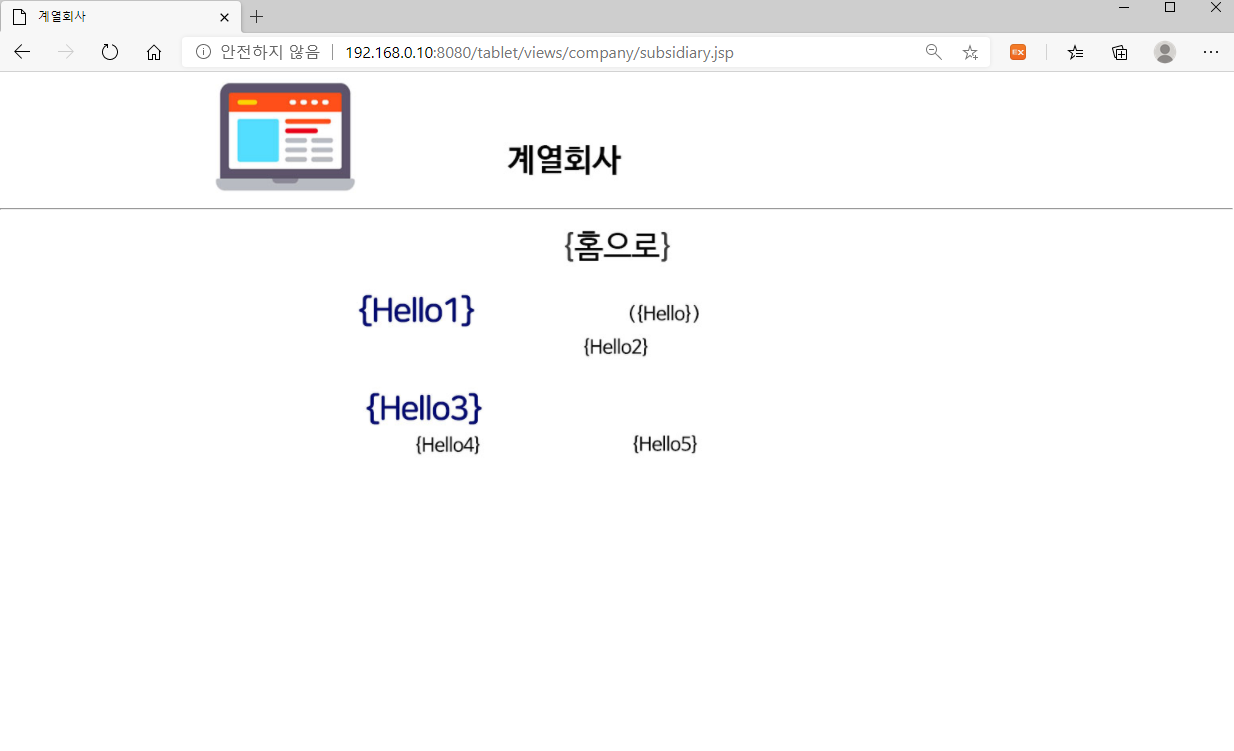 계열회사
안전하지 않음 192.168.0.10:8080/tablet/views/company/subsidiary.jsp EX
계열회사
{홈으로}
{Hello1} ({Hello})
{Hello2}
{Hello3}
{Hello4} {Hello5}